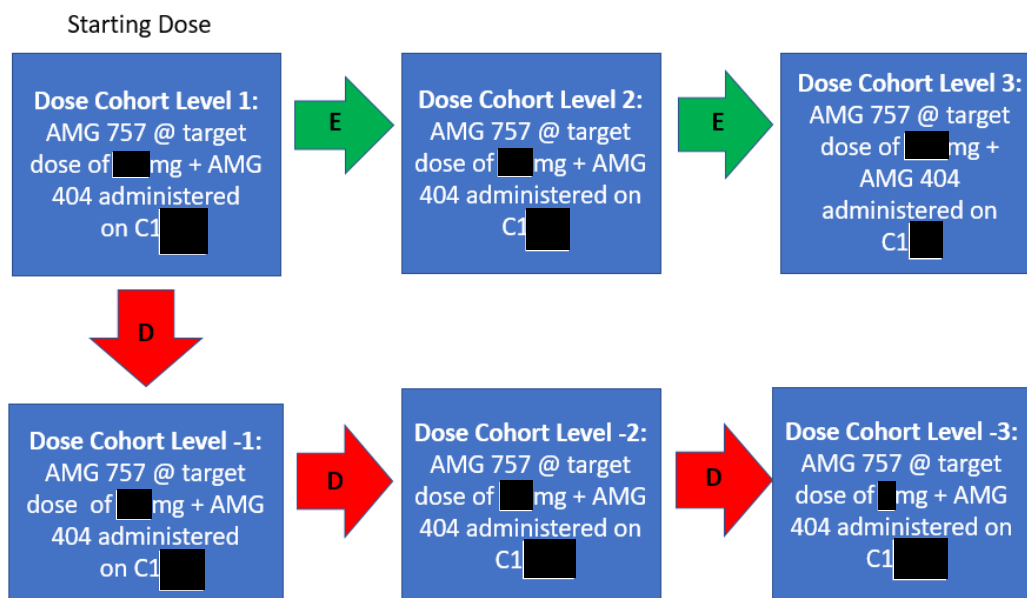 Starting Dose
Dose Cohort Level 1:
AMG 757 @ target
dose of mg + AMG
404 administered
on C1
E
Dose Cohort Level 2:
AMG 757 @ target
dose of mg + AMG
404 administered on
C1
E
Dose Cohort Level 3:
AMG 757 @ target
dose of mg +
AMG 404
administered on
C1
D
Dose Cohort Level -1:
AMG 757 @ target
dose of mg + AMG
404 administered
on C1
D
Dose Cohort Level -2:
AMG 757 @ target
dose of mg + AMG
404 administered on
C1
D
Dose Cohort Level -3:
AMG 757 @ target
dose of mg + AMG
404 administered on
C1